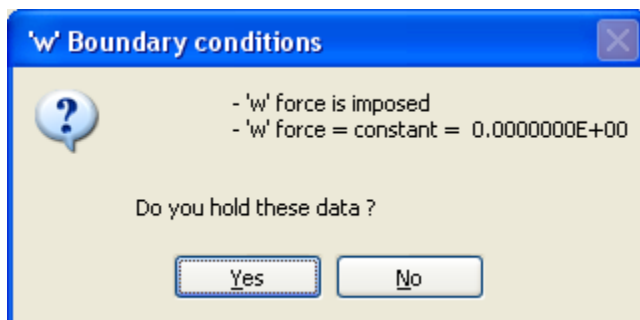 'w' Boundary conditions
- 'w' force is imposed
- 'w' force = constant =  0.0000000E+00
Do you hold these data ?
Yes
No